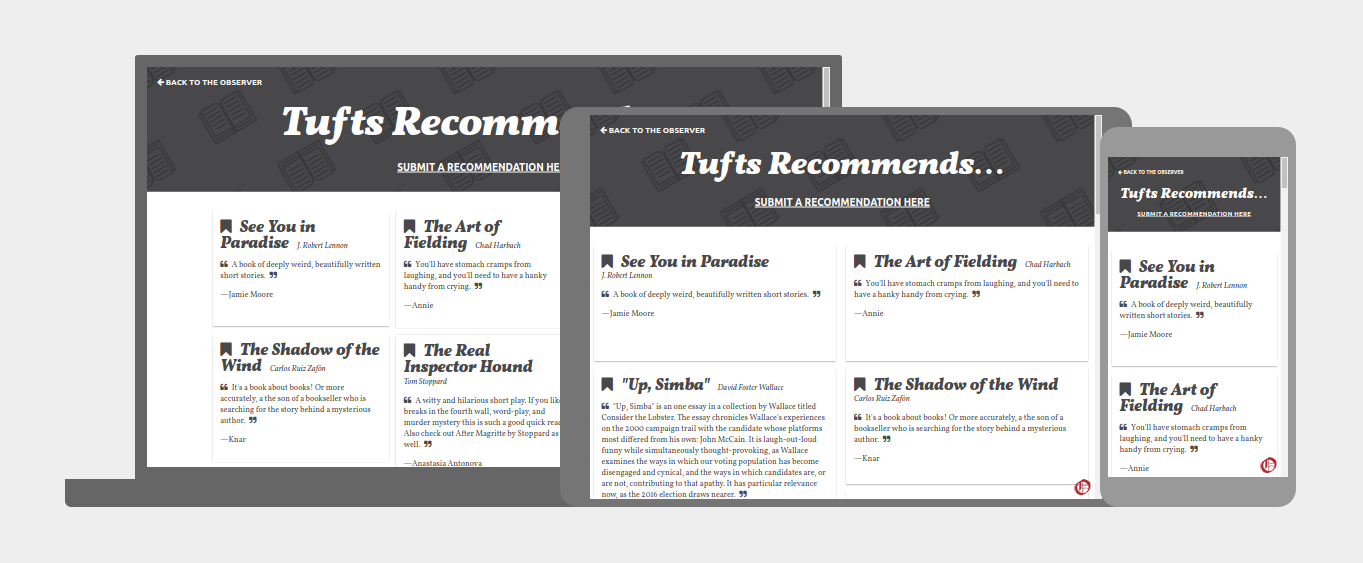 BACK TO THE OBSERVER
Tufts Recomm
SUBMIT A RECOMMENDATION HE
See You in
Paradise J. Robert Lennon
A book of deeply weird, beautifully written
short stories.
—Jamie Moore
The Art of
Fielding Chad Harbach
You'll have stomach cramps from
laughing, and you'll need to have a hanky
handy from crying.
—Annie
The Shadow of the
Wind Carlos Ruiz Zafón
It's a book about books! Or more
accurately, a the son of a bookseller who is
searching for the story behind a mysterious
author.
—Knar
The Real
Inspector Hound
Tom Stoppard
A witty and hilarious short play. If you like
breaks in the fourth wall, word-play, and
murder mystery this is such a good quick rea
Also check out After Magritte by Stoppard as
well.
—Anastasia Antonova
BACK TO THE OBSERVER
Tufts Recommends...
SUBMIT A RECOMMENDATION HERE
See You in Paradise
J. Robert Lennon
A book of deeply weird, beautifully written short stories.
—Jamie Moore
The Art of Fielding Chad Harbach
You'll have stomach cramps from laughing, and you'll need to
have a hanky handy from crying.
—Annie
"Up, Simba" David Foster Wallace
"Up, Simba" is an one essay in a collection by Wallace titled
Consider the Lobster. The essay chronicles Wallace's experiences
on the 2000 campaign trail with the candidate whose platforms
most differed from his own: John McCain. It is laugh-out-loud
funny while simultaneously thought-provoking, as Wallace
examines the ways in which our voting population has become
disengaged and cynical, and the ways in which candidates are, or
are not, contributing to that apathy. It has particular relevance
now, as the 2016 election draws nearer.
The Shadow of the Wind
Carlos Ruiz Zafón
It's a book about books! Or more accurately, a the son of a
bookseller who is searching for the story behind a mysterious
author.
—Knar
BACK TO THE OBSERVER
Tufts Recommends...
SUBMIT A RECOMMENDATION HERE
See You in
Paradise J. Robert Lennon
A book of deeply weird, beautifully
written short stories.
—Jamie Moore
The Art of
Fielding Chad Harbach
You'll have stomach cramps from
laughing, and you'll need to have a hanky
handy from crying.
—Annie